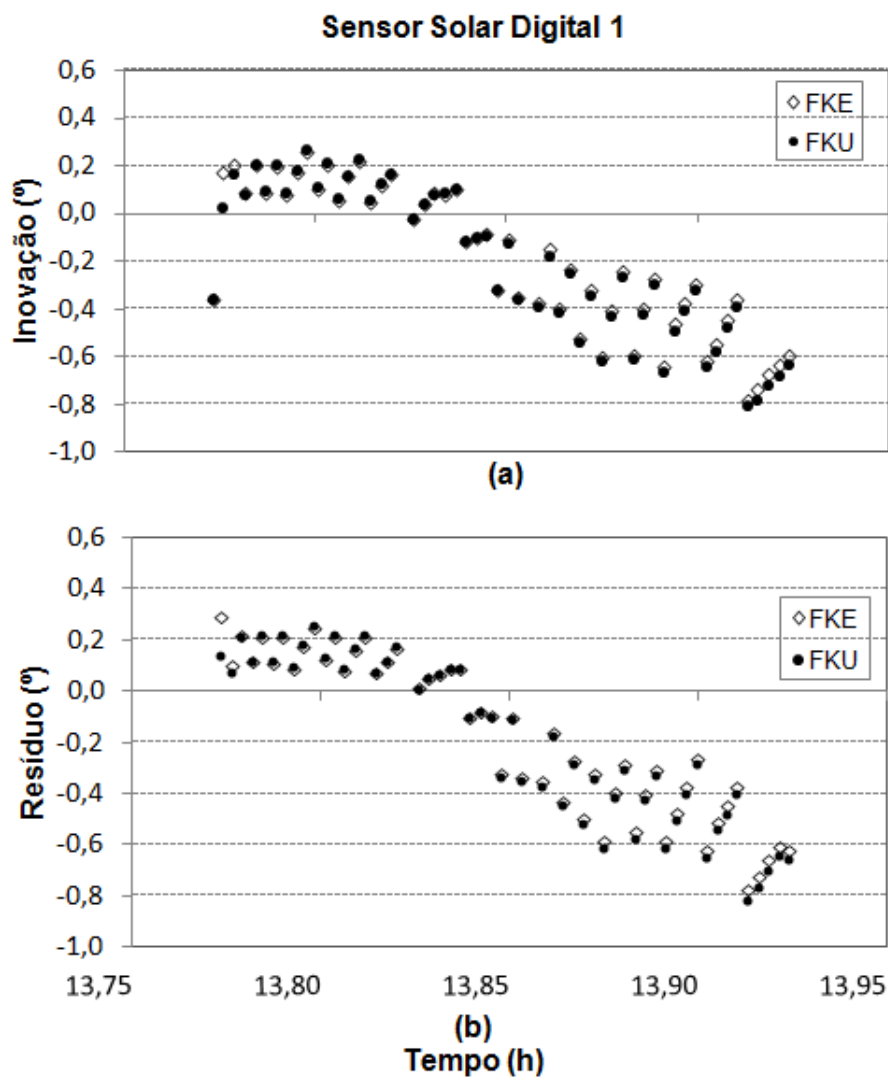 Sensor Solar Digital 1
0,6
0,4
0,2
0,0
-0,2
-0,4
-0,6
-0,8
-1,0
Inovação (º)
FKE
FKU
(a)
0,6
0,4
0,2
0,0
-0,2
-0,4
-0,6
-0,8
-1,0
Resíduo (º)
FKE
FKU
13,75 13,80 13,85 13,90 13,95
(b)
Tempo (h)